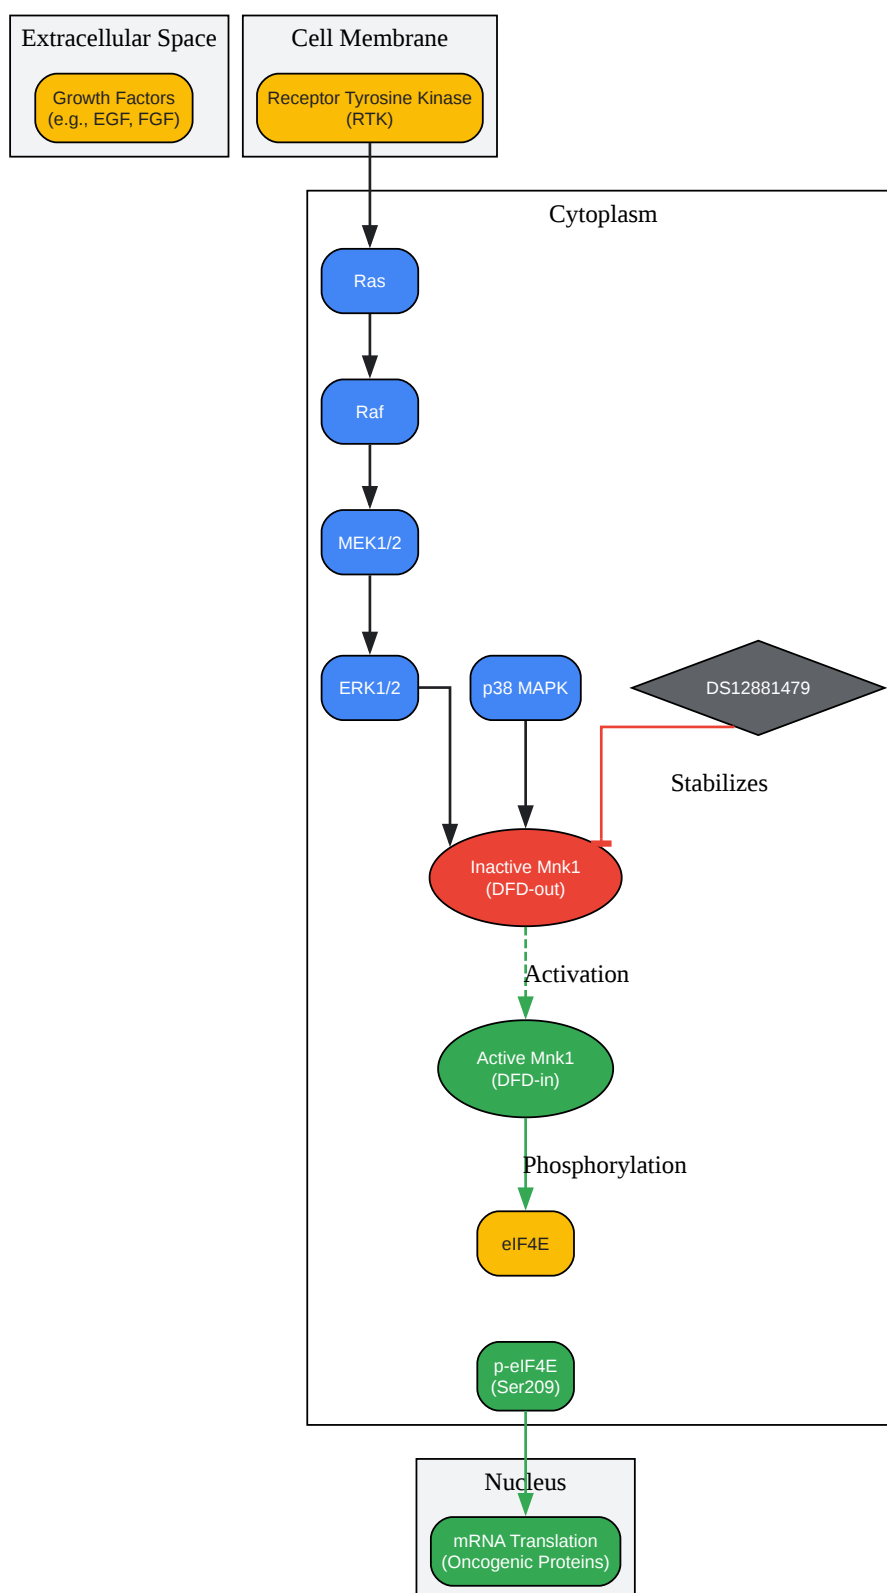 Extracellular Space
Growth Factors
(e.g., EGF, FGF)
Cell Membrane
Receptor Tyrosine Kinase
(RTK)
Cytoplasm
Ras
Raf
MEK1/2
ERK1/2
p38 MAPK
DS12881479
Stabilizes
Inactive Mnk1
(DFD-out)
Activation
Active Mnk1
(DFD-in)
Phosphorylation
eIF4E
p-eIF4E
(Ser209)
Nucleus
mRNA Translation
(Oncogenic Proteins)